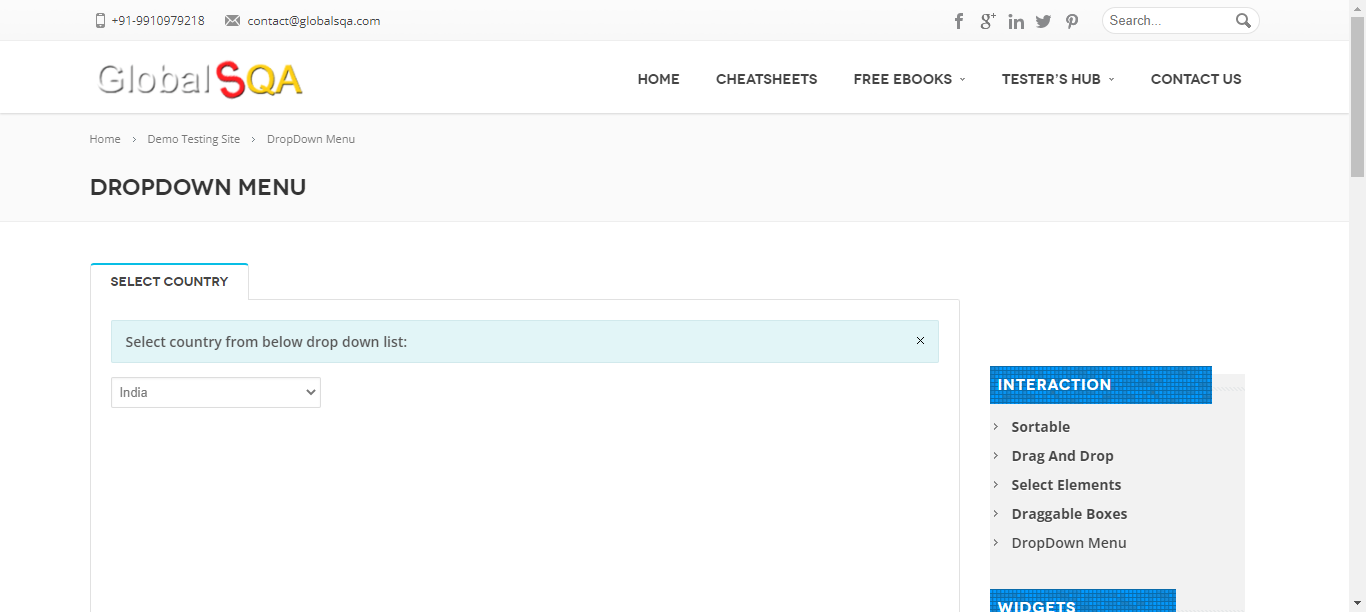 +91-9910979218 contact@globalsqa.com Search...
GlobalSQA HOME CHEATSHEETS FREE EBOOKS TESTER'S HUB CONTACT US
Home › Demo Testing Site › DropDown Menu
DROPDOWN MENU
SELECT COUNTRY
Select country from below drop down list:
India
INTERACTION
Sortable
Drag And Drop
Select Elements
Draggable Boxes
DropDown Menu
WIDGETS